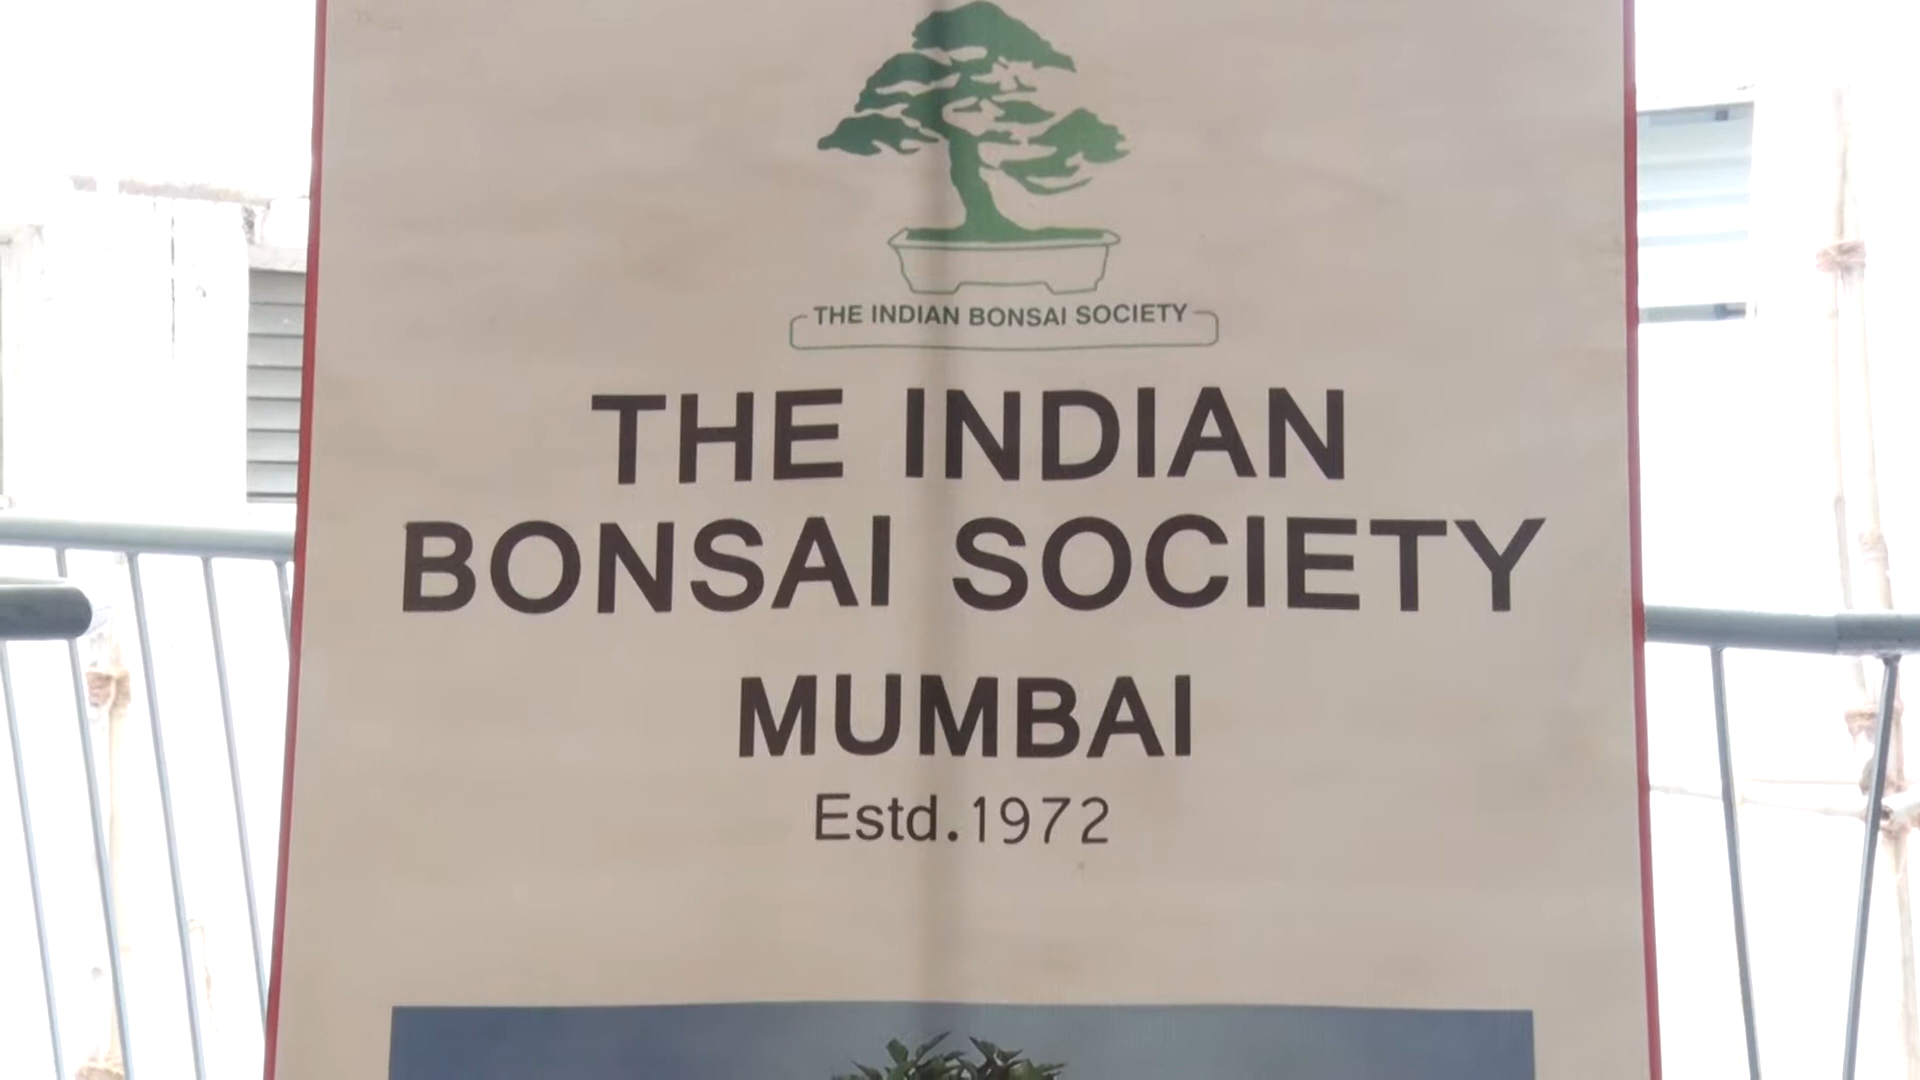 THE INDIAN BONSAI SOCIETY
THE INDIAN
BONSAI SOCIETY
MUMBAI
Estd.1972